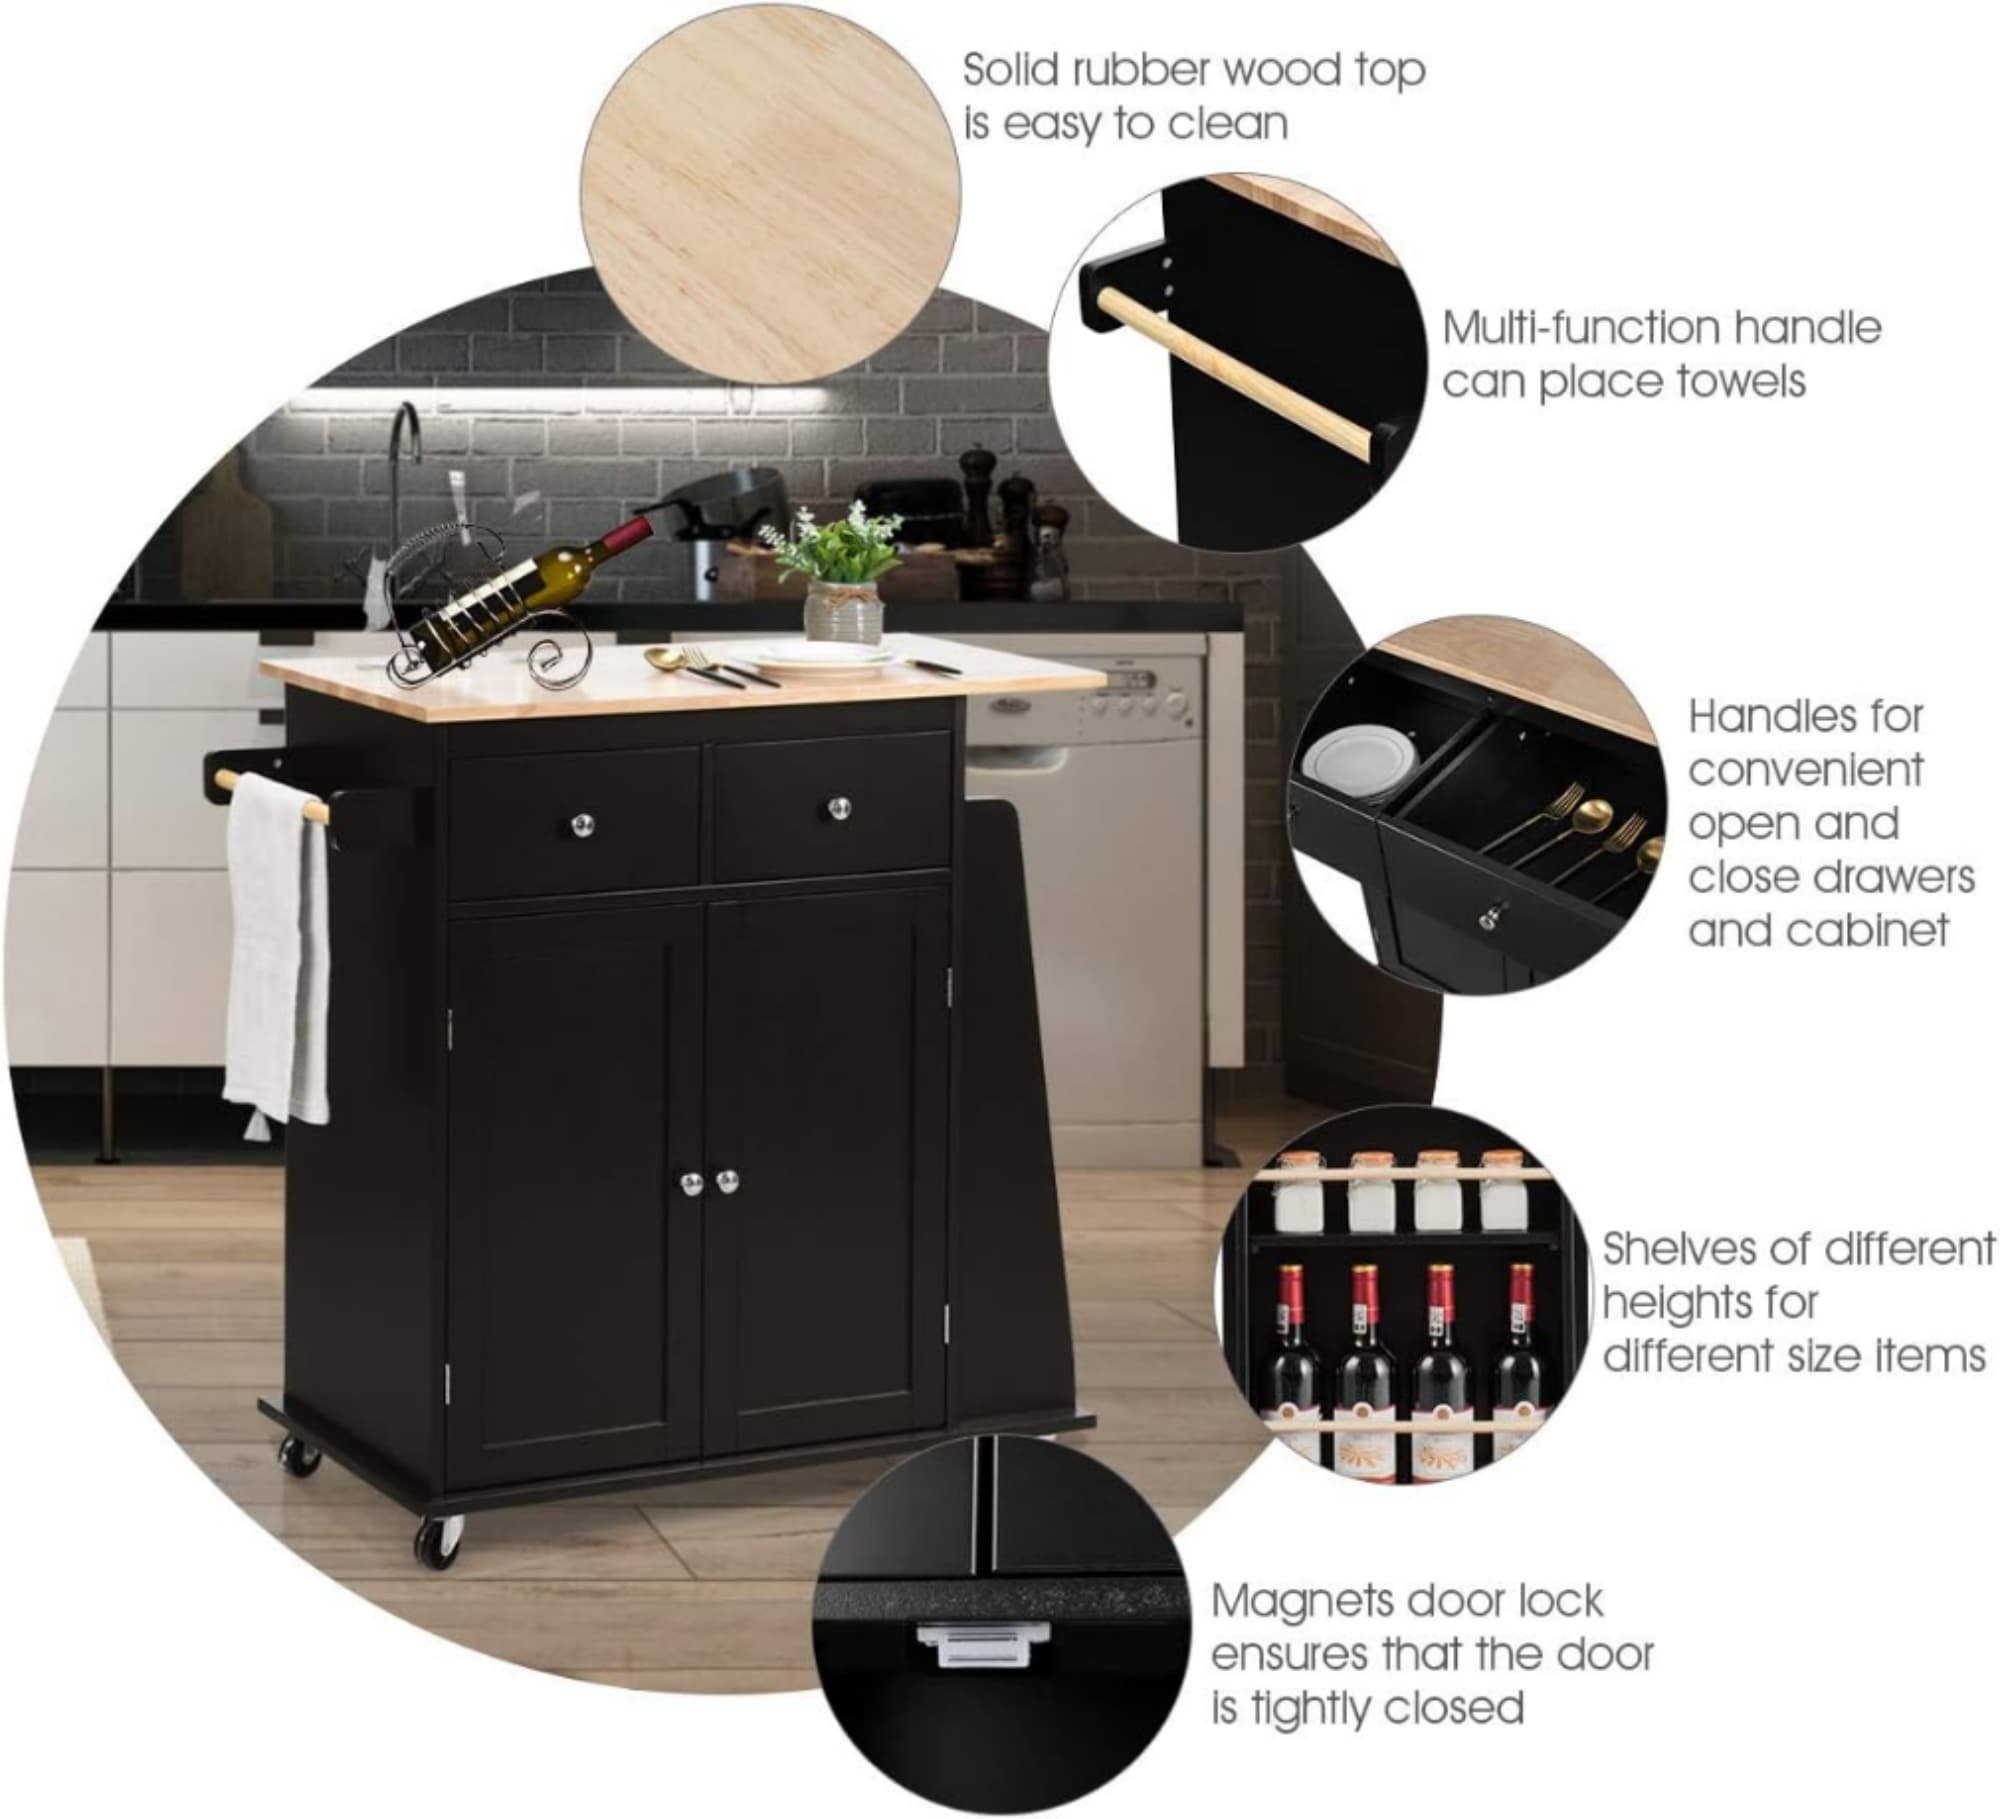 Solid rubber wood top
is easy to clean
Multi-function handle
can place towels
Handles for
convenient
open and
close drawers
and cabinet
Shelves of different
heights for
different size items
Magnets door lock
ensures that the door
is tightly closed